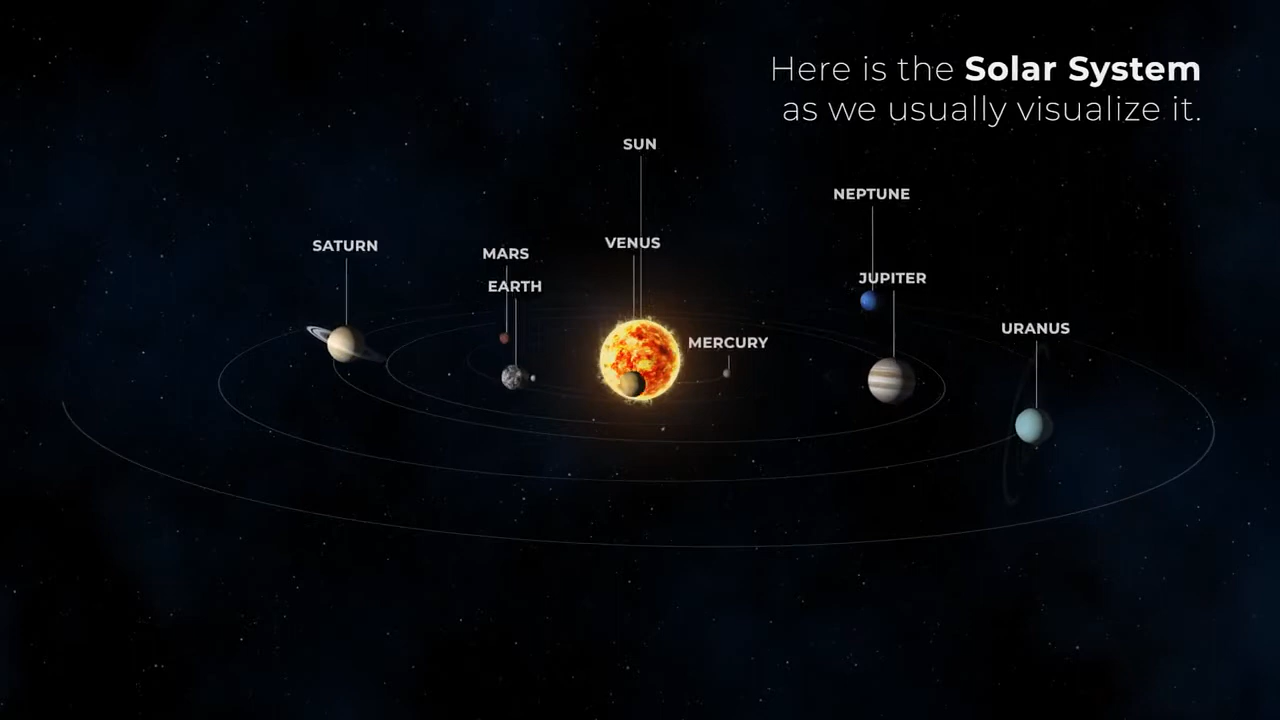 Here is the Solar System
as we usually visualize it.
SUN
NEPTUNE
VENUS
SATURN
MARS
JUPITER
EARTH
URANUS
MERCURY